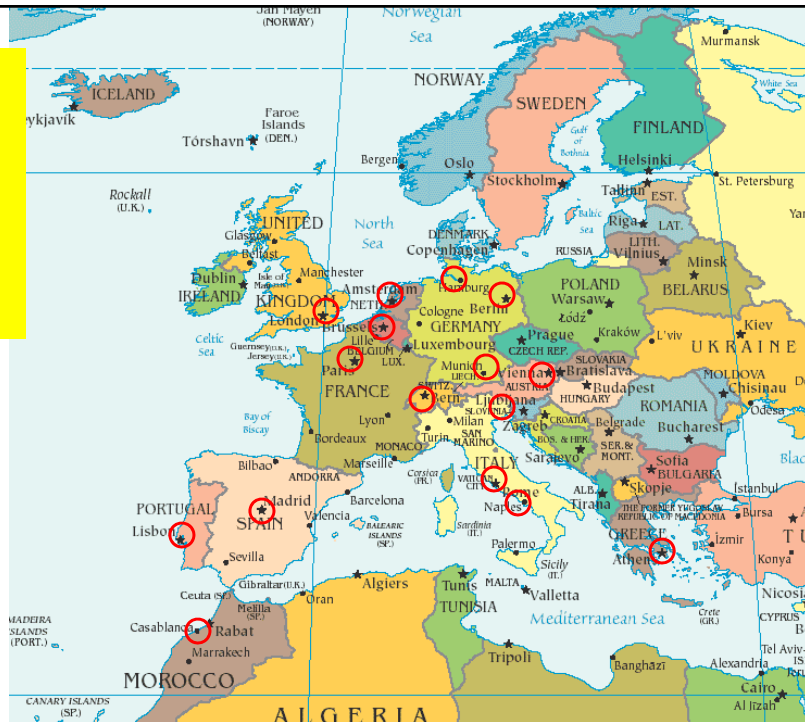 Jan Mayen
(NORWAY)
Norwegian
Sea
Murmansk
White Sea
ICELAND
NORWAY
SWEDEN
FINLAND
Faroe
Islands
(DEN.)
Tórshavn
Gulf
of
Bothnia
Bergen
Oslo
Helsinki
Stockholm
Tallinn
St. Petersburg
EST.
Rockall
(U.K.)
North
Sea
Baltic
Sea
Riga
LAT.
UNITED
KINGDOM
Glasgow
Belfast
DENMARK
Copenhagen
LITH.
Vilnius
RUSSIA
Minsk
BELARUS
Dublin
IRELAND
Isle of
Manchester
Amsterdam
NETH.
Hamburg
Berlin
POLAND
Warsaw
Łódź
London
Celtic
Sea
Brussels
BELGIUM
Lille
Cologne
GERMANY
LUX.
Luxembourg
Prague
CZECH REP.
Kraków
L'viv
Kiev
UKRAINE
Guernsey (U.K.)
Jersey (U.K.)
Paris
FRANCE
Munich
LIECH.
Vienna
AUSTRIA
SLOVAKIA
Bratislava
Budapest
HUNGARY
MOLDOVA
Chisinau
Odesa
SWITZ.
Bern
Bay of
Biscay
Lyon
Bordeaux
Ljubljana
SLOVENIA
Zagreb
CROATIA
ROMANIA
Bucharest
Milan
Turin
SAN
MARINO
MONACO
Marseille
BOS. & HER.
Sarajevo
Belgrade
SER. &
MONT.
Sofia
BULGARIA
Bilbao
ANDORRA
Corsica
(FR.)
ITALY
VATICAN
CITY
Rome
Naples
ALB.
Tirana
Skopje
THE FORMER YUGOSLAV
REPUBLIC OF MACEDONIA
İstanbul
Bursa
PORTUGAL
Lisbon
Madrid
SPAIN
Barcelona
Valencia
BALEARIC
ISLANDS
(SP.)
Sardinia
(IT.)
GREECE
Athens
İzmir
Konya
Sevilla
Palermo
Sicily
(IT.)
Gibraltar (U.K.)
Ceuta (SP.)
Melilla
(SP.)
Oran
Algiers
Tunis
TUNISIA
MALTA
Valletta
Crete
(GR.)
Nicosia
CYPRUS
Mediterranean Sea
MADEIRA
ISLANDS
(PORT.)
Casablanca
Rabat
Marrakech
MOROCCO
Tripoli
Banghāzī
Alexandria
Tel Aviv-
Cairo
Al Jīzah
CANARY ISLANDS
(SP.)
ALGERIA